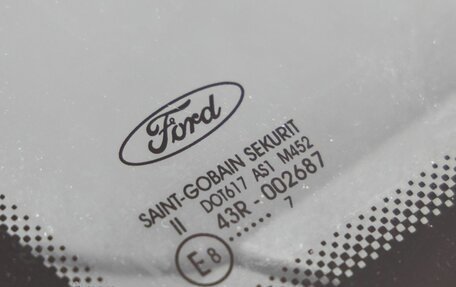 Ford
SAINT-GOBAIN SEKURIT
II DOT617 AS1 M452
43R - 002687
....... 7
E8